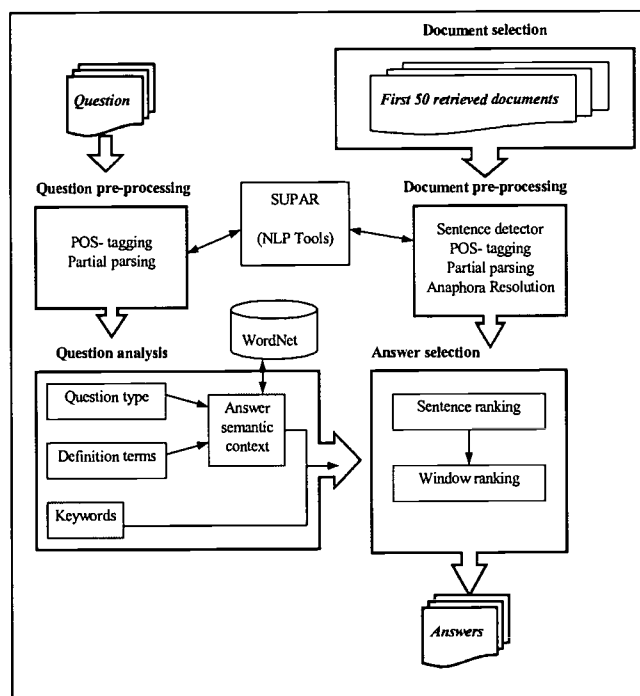 Document selection
Question
First 50 retrieved documents
Question pre-processing
Document pre-processing
SUPAR
(NLP Tools)
POS- tagging
Partial parsing
Sentence detector
POS- tagging
Partial parsing
Anaphora Resolution
WordNet
Question analysis
Answer selection
Question type
Answer
semantic
context
Definition terms
Keywords
Sentence ranking
Window ranking
Answers